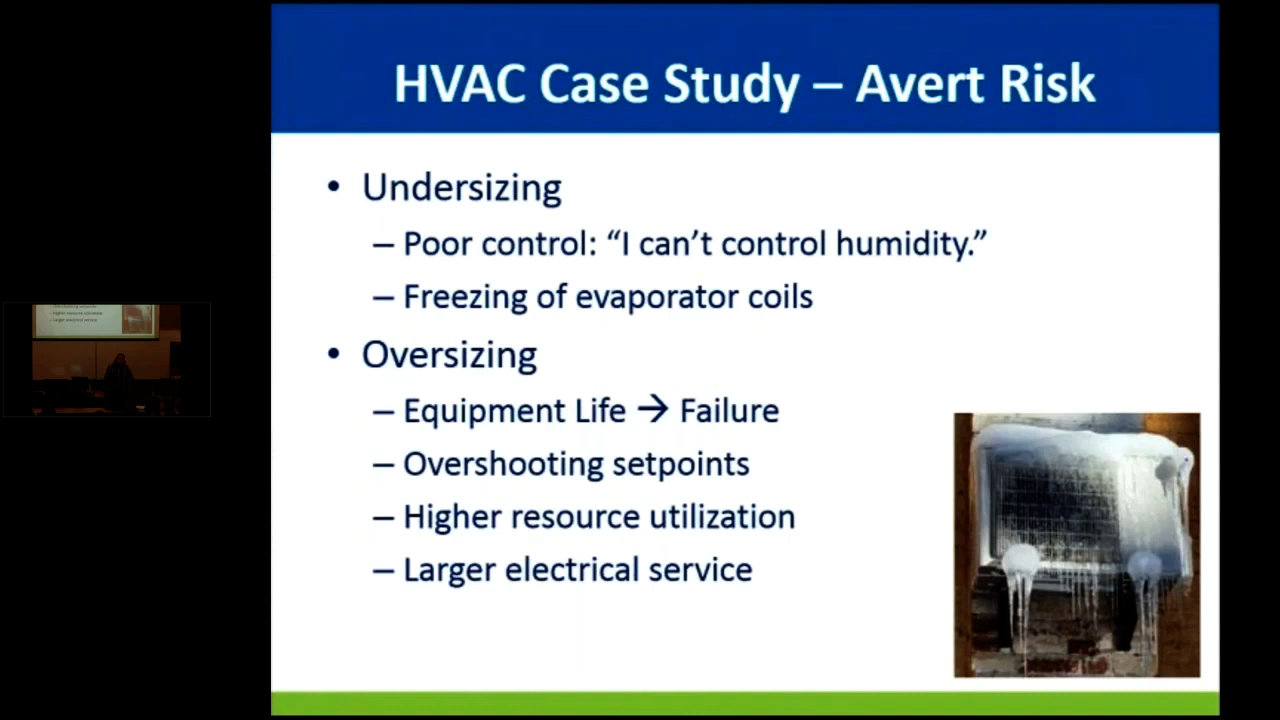 HVAC Case Study – Avert Risk
• Undersizing
– Poor control: “I can’t control humidity.”
– Freezing of evaporator coils
• Oversizing
– Equipment Life → Failure
– Overshooting setpoints
– Higher resource utilization
– Larger electrical service